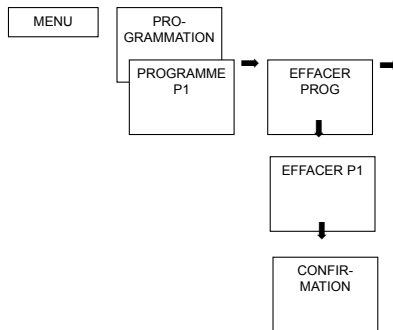 MENU
PRO-
GRAMMATION
PROGRAMME
P1
EFFACER
PROG
EFFACER P1
CONFIR-
MATION